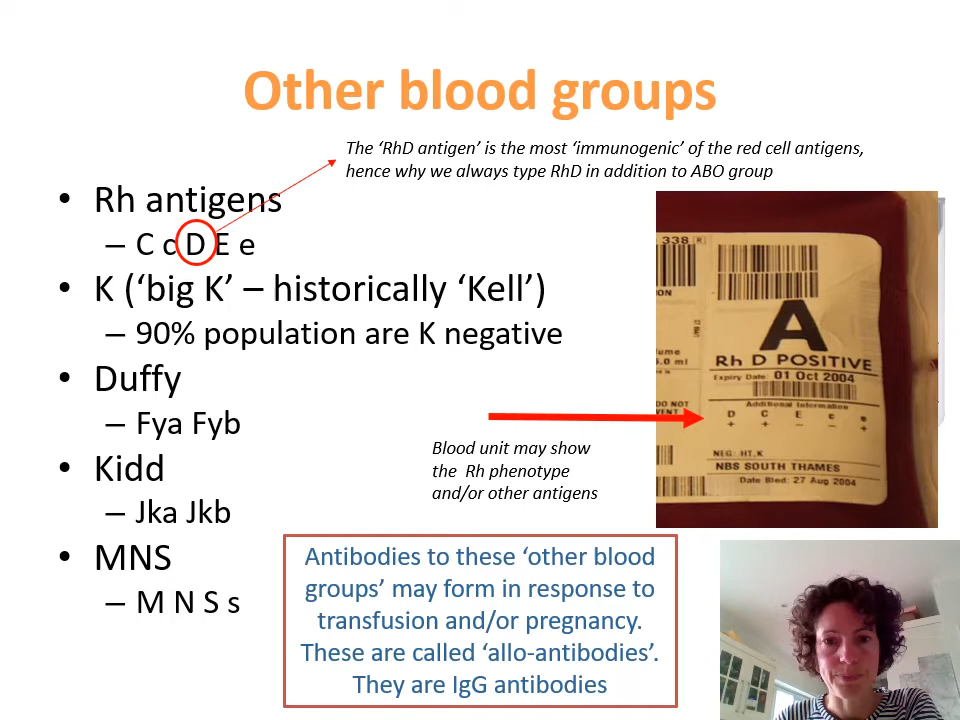 Other blood groups
The ‘RhD antigen’ is the most ‘immunogenic’ of the red cell antigens,
hence why we always type RhD in addition to ABO group
• Rh antigens
– C c D E e
• K (‘big K’ – historically ‘Kell’)
– 90% population are K negative
• Duffy
– Fya Fyb
• Kidd
– Jka Jkb
• MNS
– M N S s
Blood unit may show
the Rh phenotype
and/or other antigens
Antibodies to these ‘other blood
groups’ may form in response to
transfusion and/or pregnancy.
These are called ‘allo-antibodies’.
They are IgG antibodies
338 R
A
Rh D POSITIVE
Expiry Date: 01 Oct 2004
Additional Information
D C E c e
+ + – – +
NEG: HT,K
NBS SOUTH THAMES
Date Bled: 27 Aug 2004
DO NOT